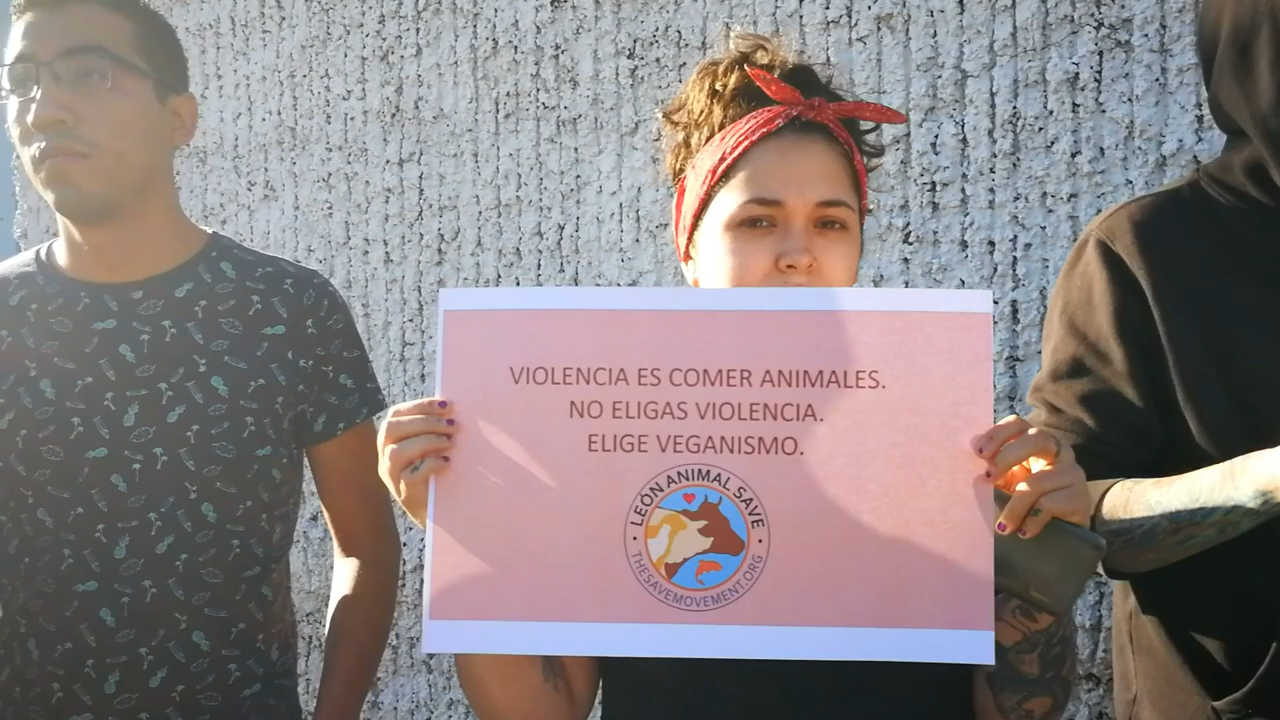 VIOLENCIA ES COMER ANIMALES.
NO ELIGAS VIOLENCIA.
ELIGE VEGANISMO.
LEÓN ANIMAL SAVE
THESAVEMOVEMENT.ORG